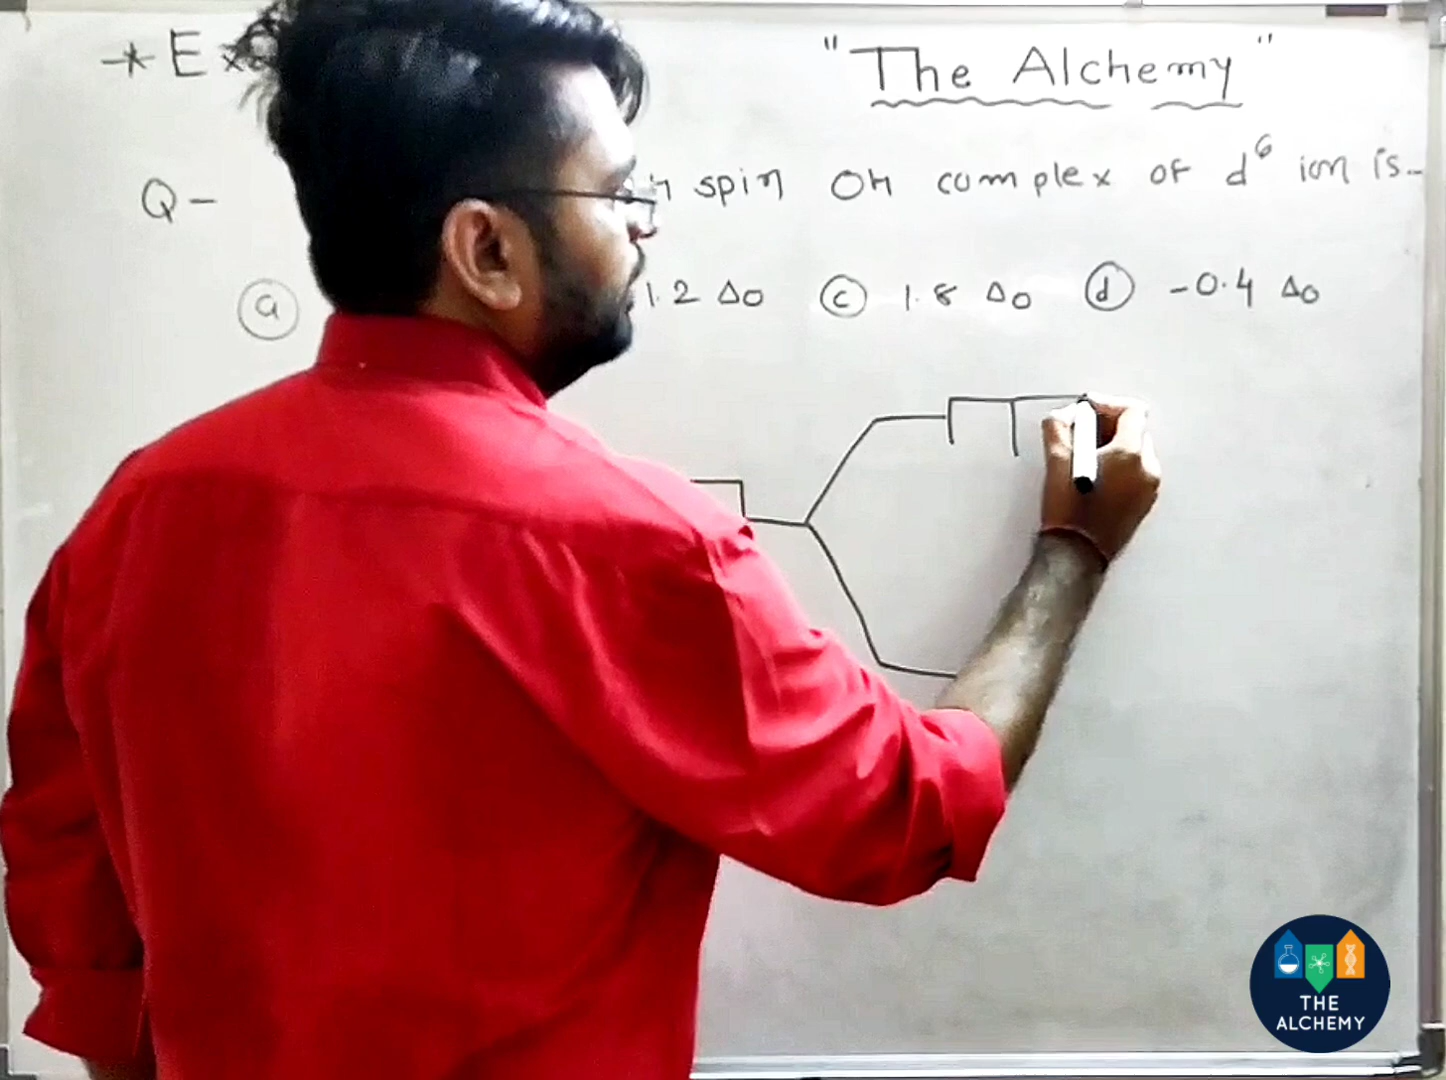 * Ex "The Alchemy"
Q- spin Oh complex of d⁶ ion is..
(a) 1.2 Δo (c) 1.8 Δo (d) -0.4 Δo
THE
ALCHEMY